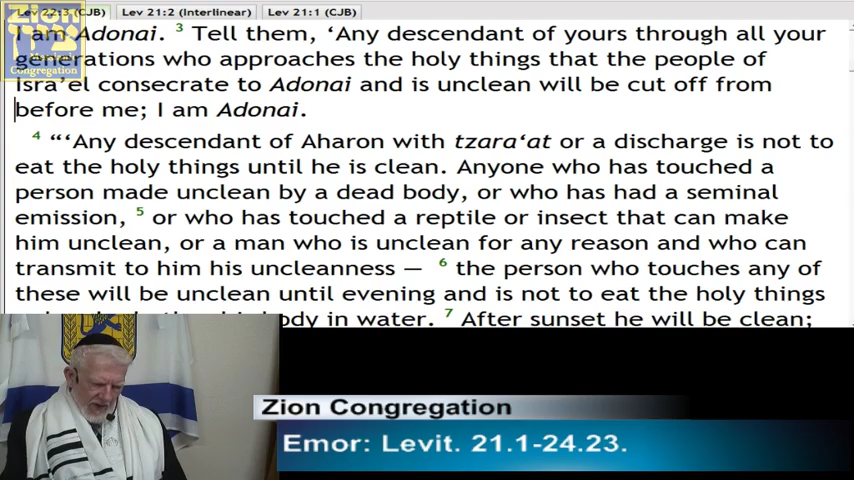 Lev 22:3 (CJB) Lev 21:2 (Interlinear) Lev 21:1 (CJB)
Zion
ציון
Messianic
Congregation
I am Adonai. 3 Tell them, ‘Any descendant of yours through all your
generations who approaches the holy things that the people of
Isra’el consecrate to Adonai and is unclean will be cut off from
before me; I am Adonai.
4 “‘Any descendant of Aharon with tzara‘at or a discharge is not to
eat the holy things until he is clean. Anyone who has touched a
person made unclean by a dead body, or who has had a seminal
emission, 5 or who has touched a reptile or insect that can make
him unclean, or a man who is unclean for any reason and who can
transmit to him his uncleanness — 6 the person who touches any of
these will be unclean until evening and is not to eat the holy things
body in water. 7 After sunset he will be clean;
Zion Congregation
Emor: Levit. 21.1-24.23.